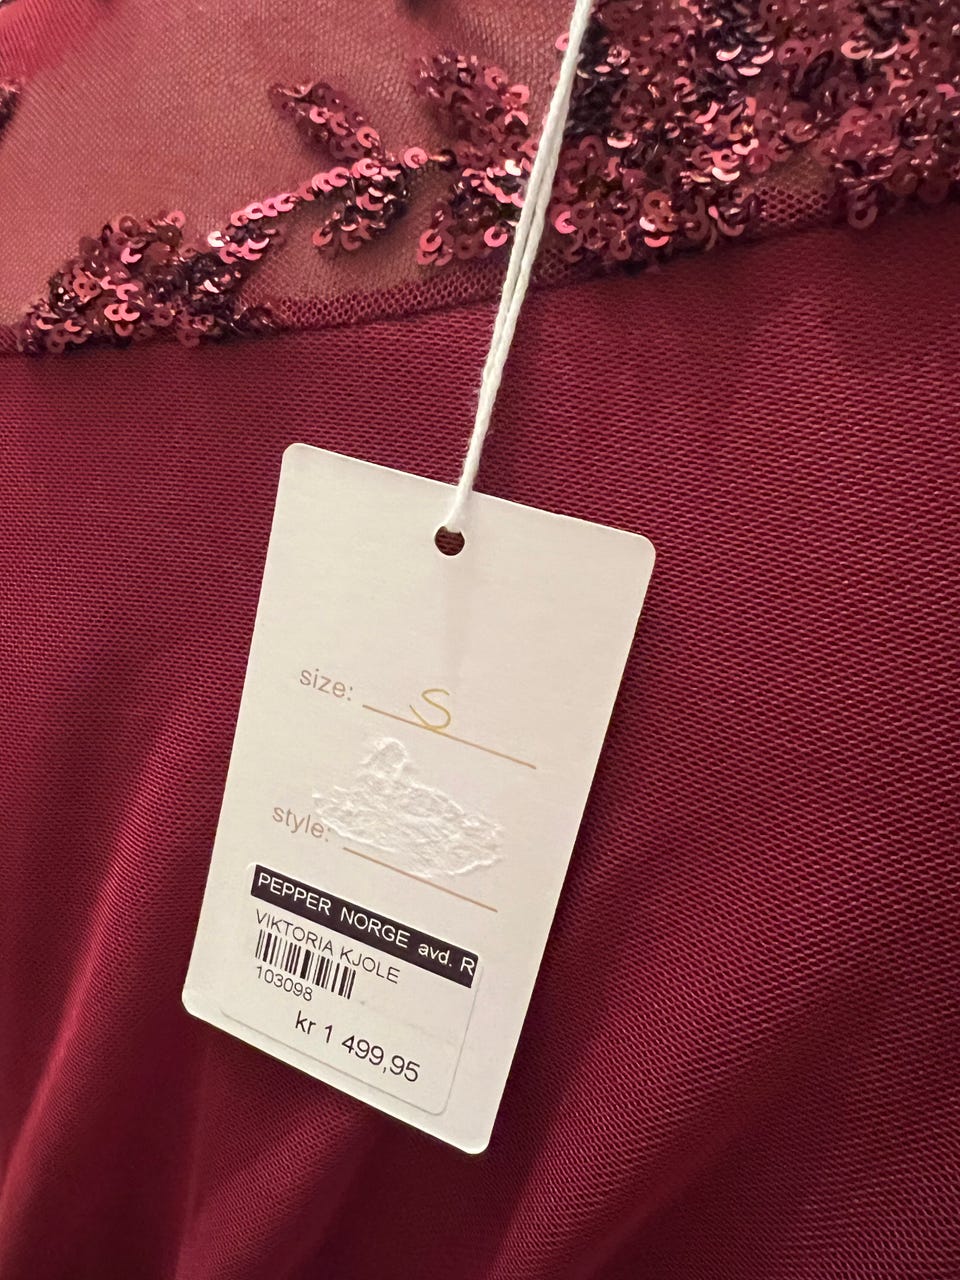 size: S
style:
PEPPER NORGE avd. R
VIKTORIA KJOLE
103098
kr 1 499,95